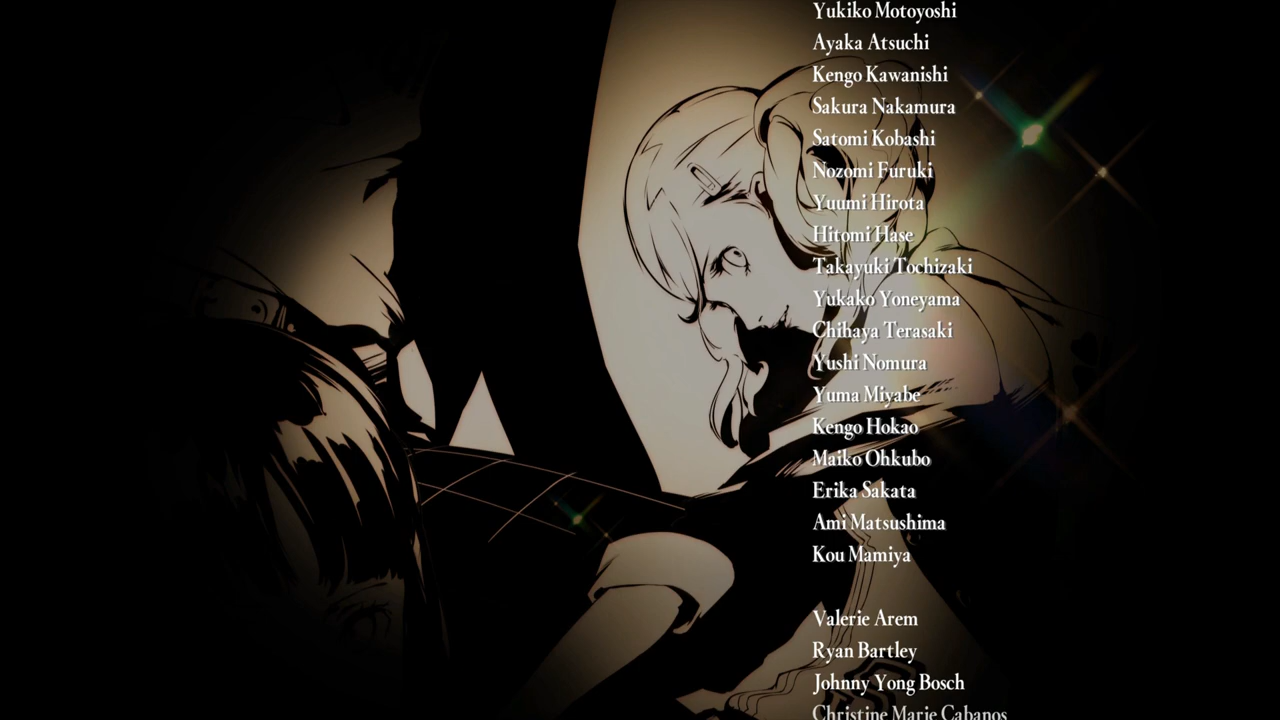 Yukiko Motoyoshi
Ayaka Atsuchi
Kengo Kawanishi
Sakura Nakamura
Satomi Kobashi
Nozomi Furuki
Yuumi Hirota
Hitomi Hase
Takayuki Tochizaki
Yukako Yoneyama
Chihaya Terasaki
Yushi Nomura
Yuma Miyabe
Kengo Hokao
Maiko Ohkubo
Erika Sakata
Ami Matsushima
Kou Mamiya
Valerie Arem
Ryan Bartley
Johnny Yong Bosch
Christine Marie Cabanos